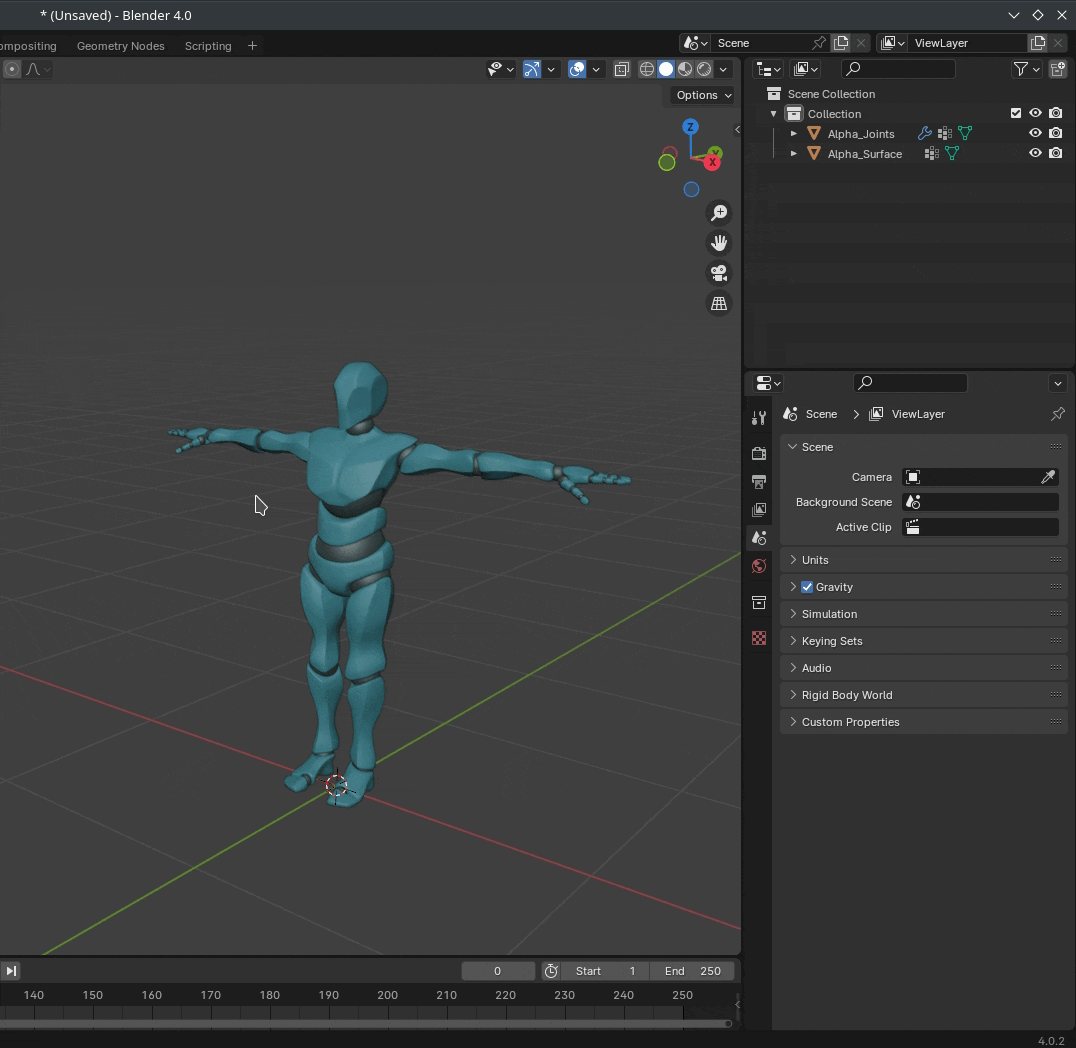 * (Unsaved) - Blender 4.0
ompositing Geometry Nodes Scripting +
Scene
ViewLayer
Options
Z
Y
X
Scene Collection
Collection
Alpha_Joints
Alpha_Surface
Scene > ViewLayer
Scene
Camera
Background Scene
Active Clip
Units
Gravity
Simulation
Keying Sets
Audio
Rigid Body World
Custom Properties
0 Start 1 End 250
140 150 160 170 180 190 200 210 220 230 240 250
4.0.2